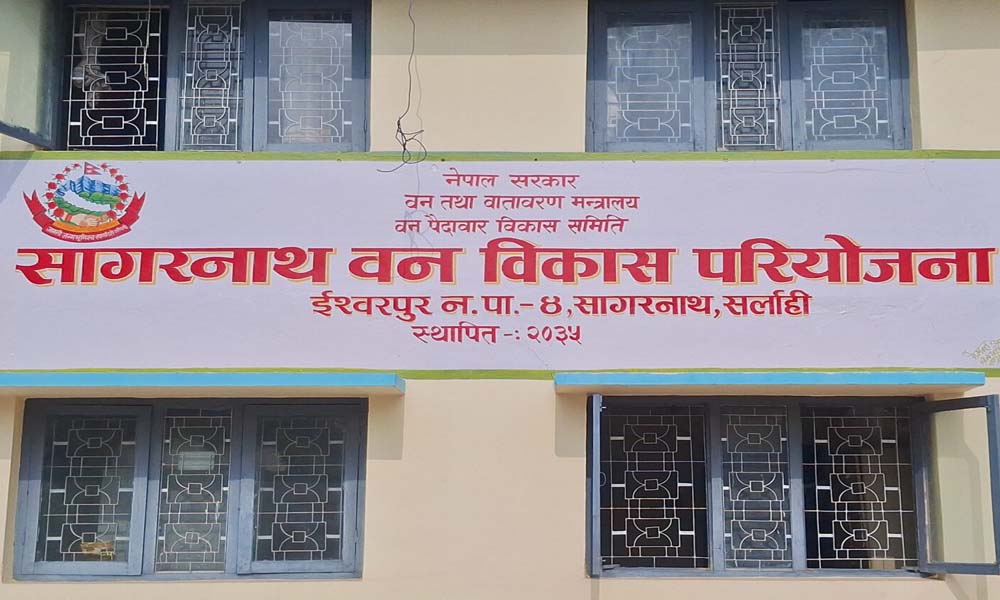 नेपाल सरकार
वन तथा वातावरण मन्त्रालय
वन पैदावार विकास समिति
सागरनाथ वन विकास परियोजना
ईश्वरपुर न.पा.-४,सागरनाथ,सर्लाही
स्थापित -: २०३५